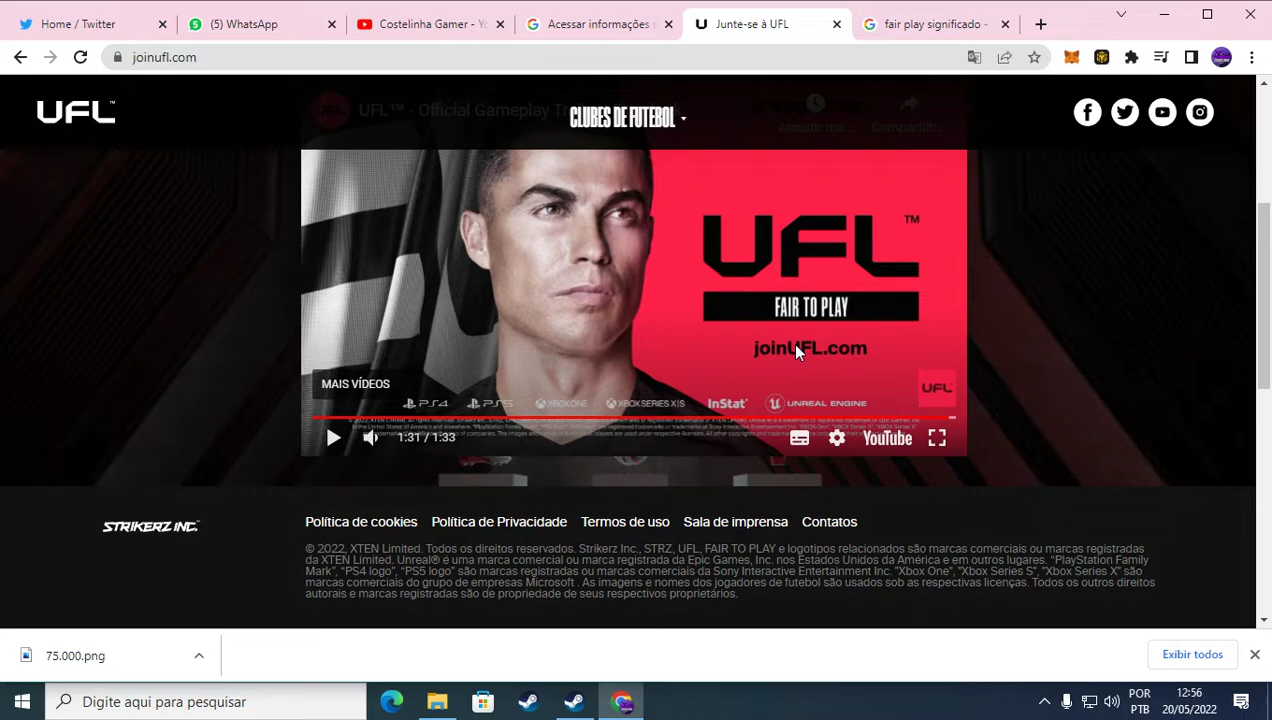 Home / Twitter
(5) WhatsApp
Costelinha Gamer - Yo
Acessar informações s
Junte-se à UFL
fair play significado -
joinufl.com
UFL™
UFL™ - Official Gameplay Tr
CLUBES DE FUTEBOL
Assistir ma...
Compartilh...
UFL™
FAIR TO PLAY
joinUFL.com
MAIS VÍDEOS
PS4
PS5
XBOX ONE
XBOX SERIES X|S
InStat
UNREAL ENGINE
UFL
1:31 / 1:33
YouTube
STRIKERZ INC.
Política de cookies
Política de Privacidade
Termos de uso
Sala de imprensa
Contatos
© 2022, XTEN Limited. Todos os direitos reservados. Strikerz Inc., STRZ, UFL, FAIR TO PLAY e logotipos relacionados são marcas comerciais ou marcas registradas
da XTEN Limited. Unreal® é uma marca comercial ou marca registrada da Epic Games, Inc. nos Estados Unidos da América e em outros lugares. “PlayStation Family
Mark”, “PS4 logo”, “PS5 logo” são marcas registradas ou marcas comerciais da Sony Interactive Entertainment Inc. "Xbox One", "Xbox Series S", "Xbox Series X" são
marcas comerciais do grupo de empresas Microsoft . As imagens e nomes dos jogadores de futebol são usados sob as respectivas licenças. Todos os outros direitos
autorais e marcas registradas são de propriedade de seus respectivos proprietários.
75.000.png
Exibir todos
Digite aqui para pesquisar
POR
PTB
12:56
20/05/2022